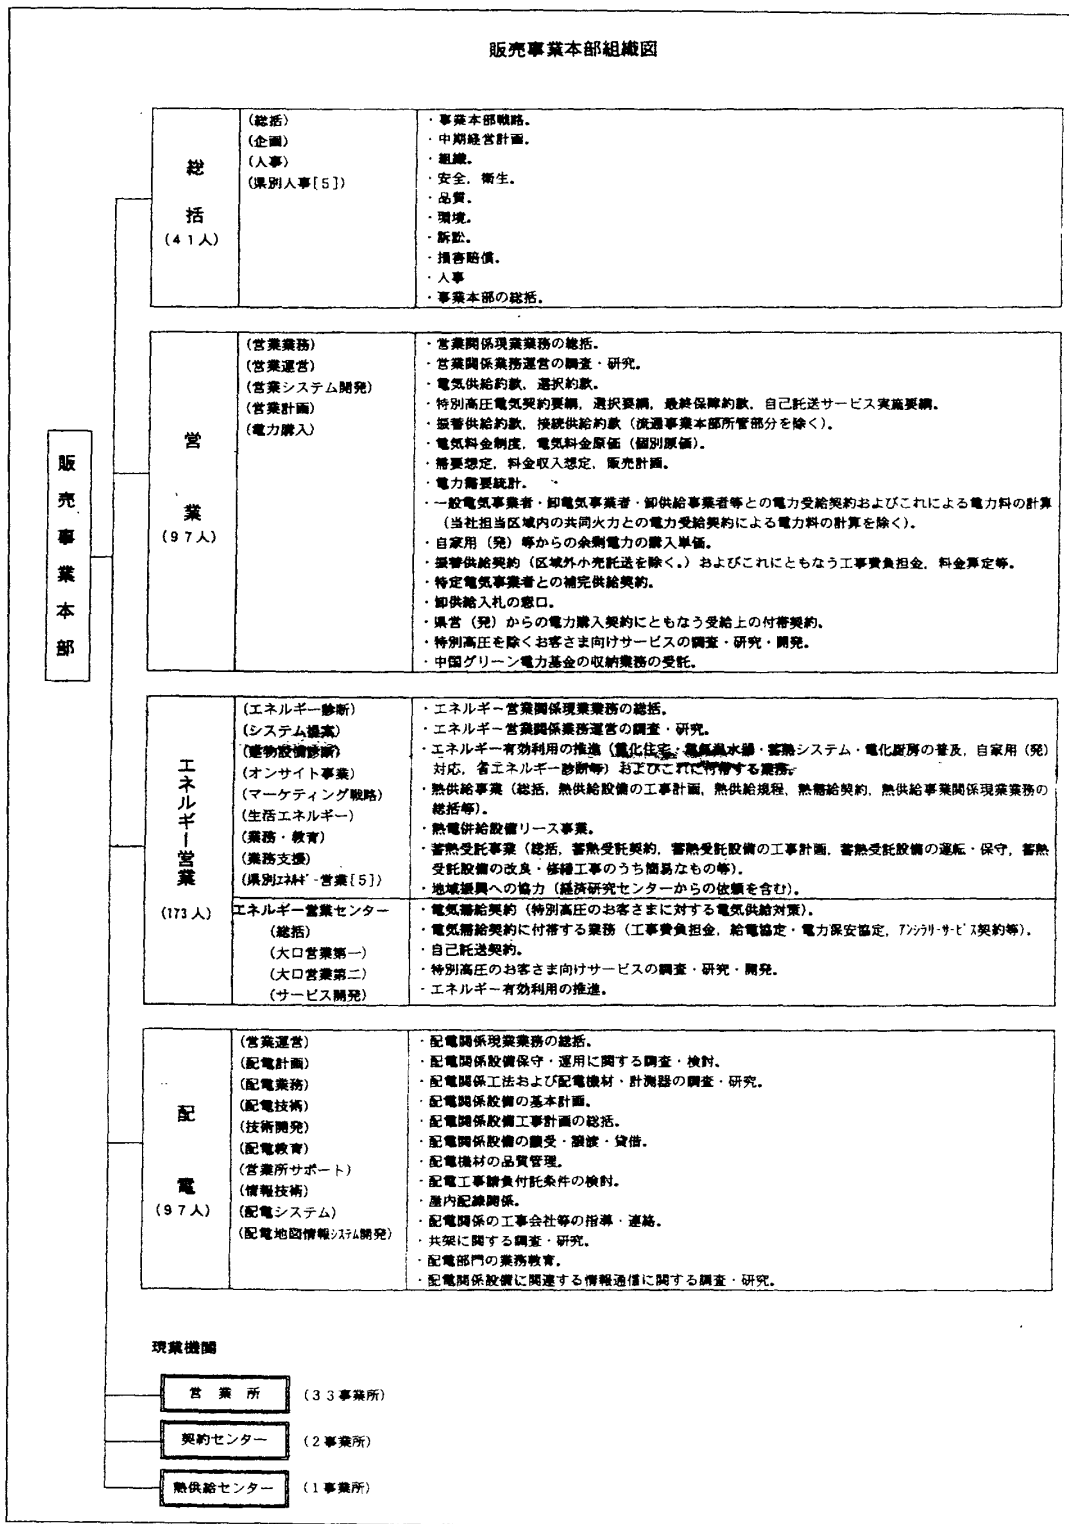 販売事業本部組織図
販売事業本部
総括
(41人)
(総括)
(企画)
(人事)
(県別人事[5])
・事業本部戦略。
・中期経営計画。
・組織。
・安全,衛生。
・品質。
・環境。
・訴訟。
・損害賠償。
・人事
・事業本部の総括。
営業
(97人)
(営業業務)
(営業運営)
(営業システム開発)
(営業計画)
(電力購入)
・営業関係現業業務の総括。
・営業関係業務運営の調査・研究。
・電気供給約款,選択約款。
・特別高圧電気契約要綱,選択要綱,最終保障約款,自己託送サービス実施要綱。
・振替供給約款,接続供給約款(流通事業本部所管部分を除く)。
・電気料金制度,電気料金原価(個別原価)。
・需要想定,料金収入想定,販売計画。
・電力需要統計。
・一般電気事業者・卸電気事業者・卸供給事業者等との電力受給契約およびこれによる電力料の計算
(当社担当区域内の共同火力との電力受給契約による電力料の計算を除く)。
・自家用(発)等からの余剰電力の購入単価。
・振替供給契約(区域外小売託送を除く。)およびこれにともなう工事費負担金,料金算定等。
・特定電気事業者との補完供給契約。
・卸供給入札の窓口。
・県営(発)からの電力購入契約にともなう受給上の付帯契約。
・特別高圧を除くお客さま向けサービスの調査・研究・開発。
・中国グリーン電力基金の収納業務の受託。
エネルギー営業
(173人)
(エネルギー診断)
(システム提案)
(建物設備診断)
(オンサイト事業)
(マーケティング戦略)
(生活エネルギー)
(業務・教育)
(業務支援)
(県別エネルギー営業[5])
・エネルギー営業関係現業業務の総括。
・エネルギー営業関係業務運営の調査・研究。
・エネルギー有効利用の推進(電化住宅・電気温水器・蓄熱システム・電化厨房の普及,自家用(発)
対応,省エネルギー診断等)およびこれに付帯する業務。
・熱供給事業(総括,熱供給設備の工事計画,熱供給規程,熱需給契約,熱供給事業関係現業業務の
総括等)。
・熱電併給設備リース事業。
・蓄熱受託事業(総括,蓄熱受託契約,蓄熱受託設備の工事計画,蓄熱受託設備の運転・保守,蓄熱
受託設備の改良・修繕工事のうち簡易なもの等)。
・地域振興への協力(経済研究センターからの依頼を含む)。
エネルギー営業センター
(総括)
(大口営業第一)
(大口営業第二)
(サービス開発)
・電気需給契約(特別高圧のお客さまに対する電気供給対策)。
・電気需給契約に付帯する業務(工事費負担金,給電協定・電力保安協定,アンシラリーサービス契約等)。
・自己託送契約。
・特別高圧のお客さま向けサービスの調査・研究・開発。
・エネルギー有効利用の推進。
配電
(97人)
(営業運営)
(配電計画)
(配電業務)
(配電技術)
(技術開発)
(配電教育)
(営業所サポート)
(情報技術)
(配電システム)
(配電地図情報システム開発)
・配電関係現業業務の総括。
・配電関係設備保守・運用に関する調査・検討。
・配電関係工法および配電機材・計測器の調査・研究。
・配電関係設備の基本計画。
・配電関係設備工事計画の総括。
・配電関係設備の譲受・譲渡・貸借。
・配電機材の品質管理。
・配電工事請負付託条件の検討。
・屋内配線関係。
・配電関係の工事会社等の指導・連絡。
・共架に関する調査・研究。
・配電部門の業務教育。
・配電関係設備に関連する情報通信に関する調査・研究。
現業機関
営業所 (33事業所)
契約センター (2事業所)
熱供給センター (1事業所)